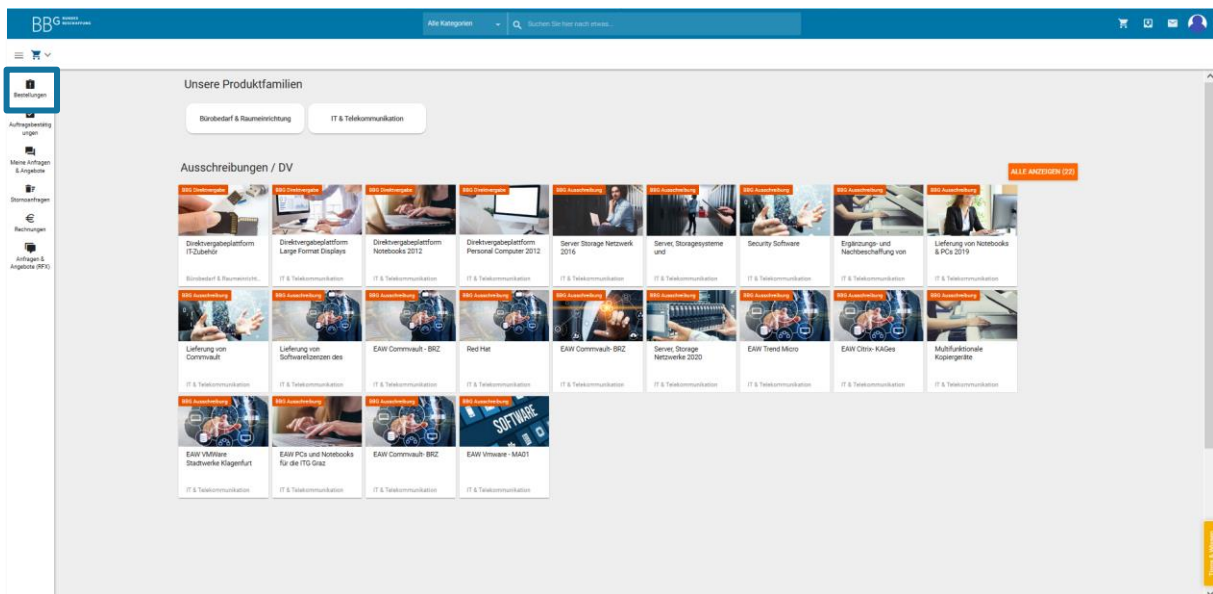 BBG BUNDES BESCHAFFUNG
Alle Kategorien
Suchen Sie hier nach etwas...
Bestellungen
Auftragsbestätig
ungen
Meine Anfragen
& Angebote
Stornoanfragen
Rechnungen
Anfragen &
Angebote (RFX)
Unsere Produktfamilien
Bürobedarf & Raumeinrichtung
IT & Telekommunikation
Ausschreibungen / DV
ALLE ANZEIGEN (22)
BBG Direktvergabe
Direktvergabeplattform
IT-Zubehör
Bürobedarf & Raumeinricht...
BBG Direktvergabe
Direktvergabeplattform
Large Format Displays
IT & Telekommunikation
BBG Direktvergabe
Direktvergabeplattform
Notebooks 2012
IT & Telekommunikation
BBG Direktvergabe
Direktvergabeplattform
Personal Computer 2012
IT & Telekommunikation
BBG Ausschreibung
Server Storage Netzwerk
2016
IT & Telekommunikation
BBG Ausschreibung
Server, Storagesysteme
und
IT & Telekommunikation
BBG Ausschreibung
Security Software
IT & Telekommunikation
BBG Ausschreibung
Ergänzungs- und
Nachbeschaffung von
IT & Telekommunikation
BBG Ausschreibung
Lieferung von Notebooks
& PCs 2019
IT & Telekommunikation
BBG Ausschreibung
Lieferung von
Commvault
IT & Telekommunikation
BBG Ausschreibung
Lieferung von
Softwarelizenzen des
IT & Telekommunikation
BBG Ausschreibung
EAW Commvault - BRZ
IT & Telekommunikation
BBG Ausschreibung
Red Hat
IT & Telekommunikation
BBG Ausschreibung
EAW Commvault- BRZ
IT & Telekommunikation
BBG Ausschreibung
Server, Storage
Netzwerke 2020
IT & Telekommunikation
BBG Ausschreibung
EAW Trend Micro
IT & Telekommunikation
BBG Ausschreibung
EAW Citrix- KAGes
IT & Telekommunikation
BBG Ausschreibung
Multifunktionale
Kopiergeräte
IT & Telekommunikation
BBG Ausschreibung
EAW VMWare
Stadtwerke Klagenfurt
IT & Telekommunikation
BBG Ausschreibung
EAW PCs und Notebooks
für die ITG Graz
IT & Telekommunikation
BBG Ausschreibung
EAW Commvault- BRZ
IT & Telekommunikation
BBG Ausschreibung
SOFTWARE
EAW Vmware - MA01
IT & Telekommunikation